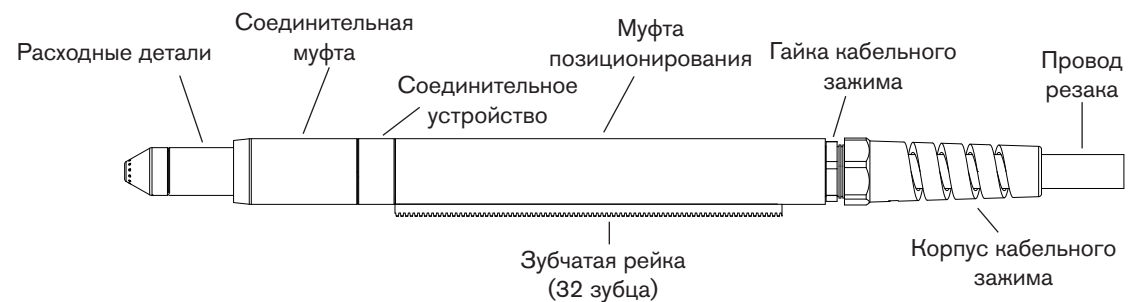 Расходные детали
Соединительная
муфта
Соединительное
устройство
Муфта
позиционирования
Гайка кабельного
зажима
Провод
резака
Зубчатая рейка
(32 зубца)
Корпус кабельного
зажима